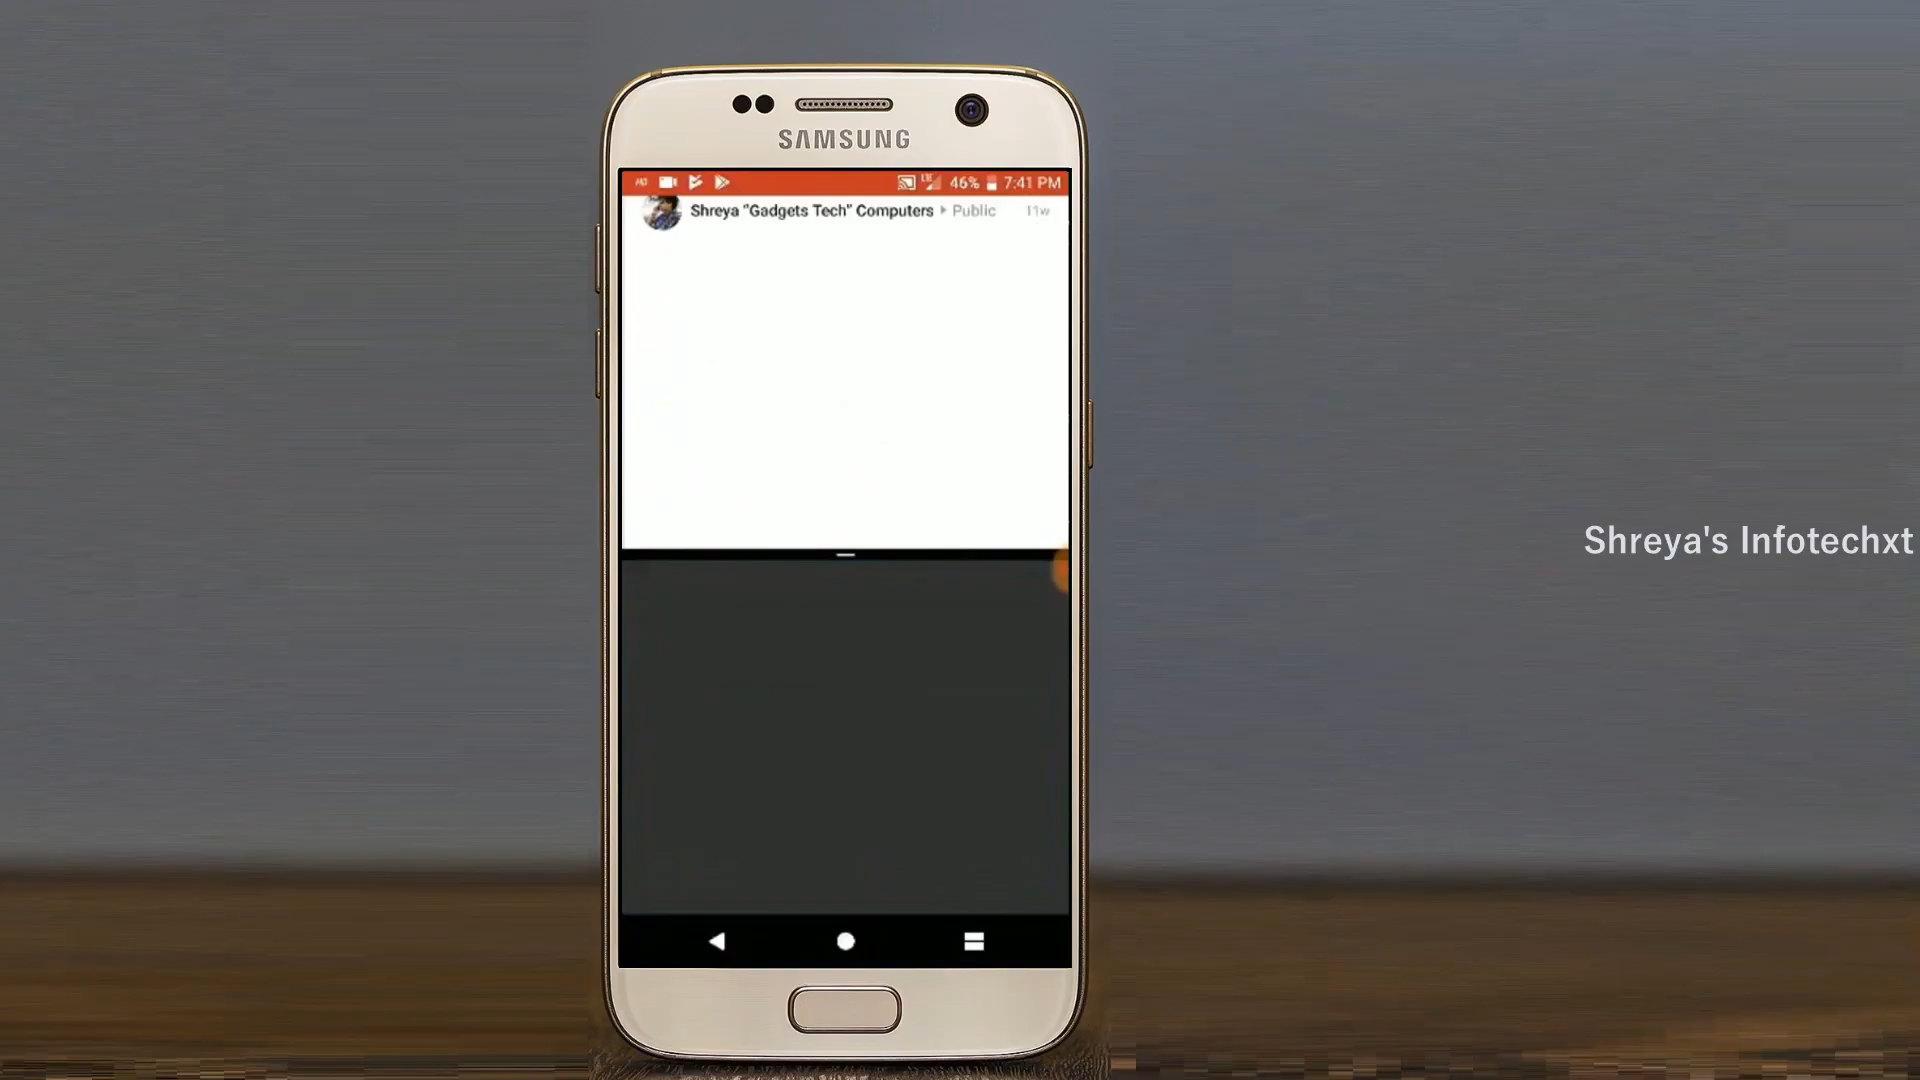 SAMSUNG
46% 7:41 PM
Shreya "Gadgets Tech" Computers Public 11w
Shreya's Infotechxt